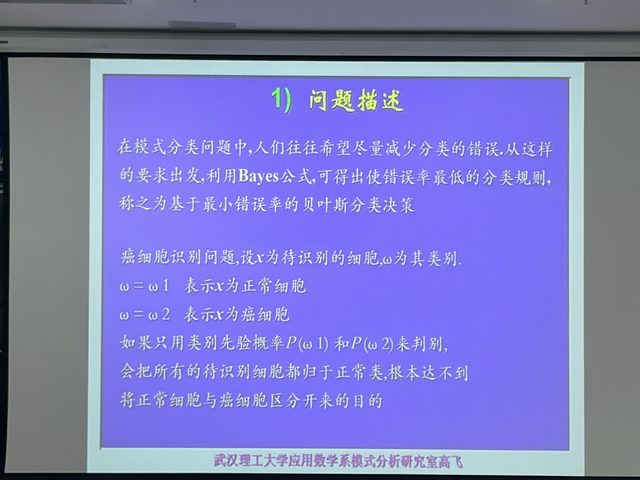 1) 问题描述
在模式分类问题中,人们往往希望尽量减少分类的错误.从这样
的要求出发,利用Bayes公式,可得出使错误率最低的分类规则,
称之为基于最小错误率的贝叶斯分类决策
癌细胞识别问题,设x为待识别的细胞,ω为其类别.
ω = ω 1 表示x为正常细胞
ω = ω 2 表示x为癌细胞
如果只用类别先验概率P(ω 1) 和P(ω 2)来判别,
会把所有的待识别细胞都归于正常类,根本达不到
将正常细胞与癌细胞区分开来的目的
武汉理工大学应用数学系模式分析研究室高飞